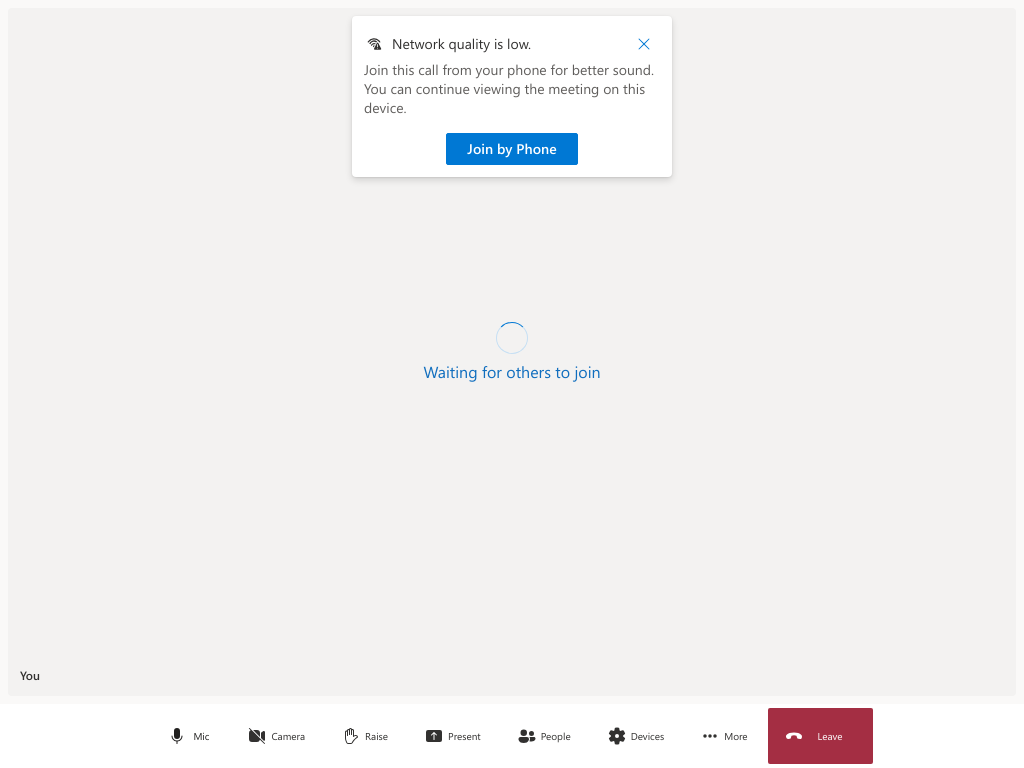 Network quality is low.
Join this call from your phone for better sound.
You can continue viewing the meeting on this
device.
Join by Phone
Waiting for others to join
You
Mic
Camera
Raise
Present
People
Devices
More
Leave